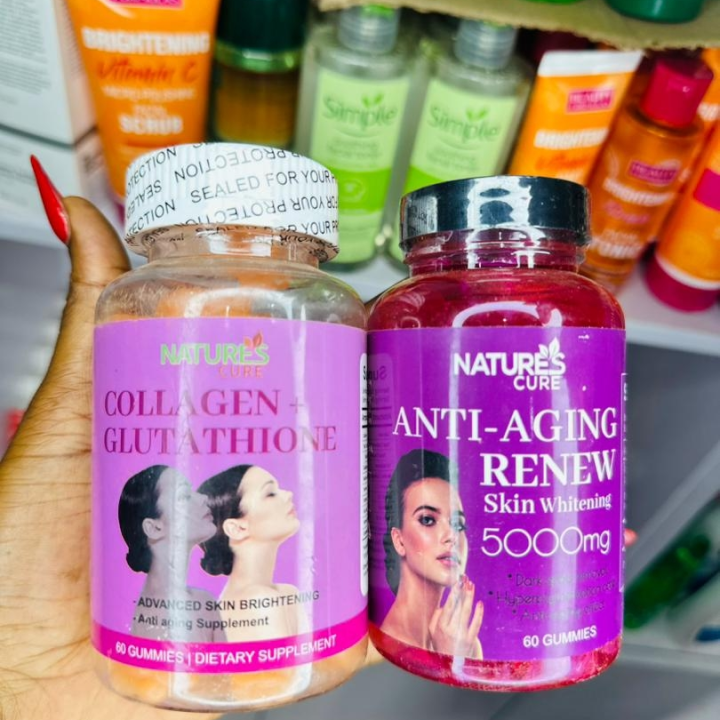 BRIGHTENING
Vitamin C
SCRUB
Simple
Simple
BRIGHTENING
SEALED FOR YOUR
NATURE'S
CURE
COLLAGEN +
GLUTATHIONE
-ADVANCED SKIN BRIGHTENING
- Anti aging Supplement
60 GUMMIES | DIETARY SUPPLEMENT
NATURE'S
CURE
ANTI-AGING
RENEW
Skin Whitening
5000mg
60 GUMMIES